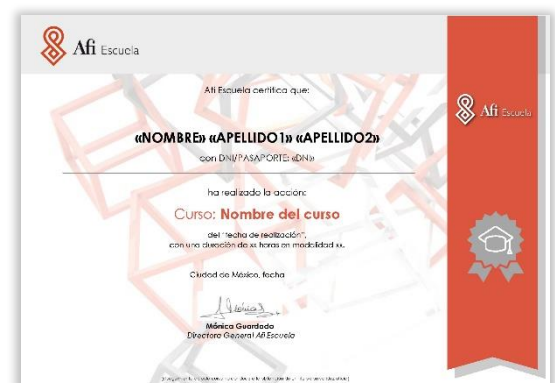 Afi Escuela
Afi Escuela certifica que:
«NOMBRE» «APELLIDO1» «APELLIDO2»
con DNI/PASAPORTE: «DNI»
ha realizado la acción:
Curso: Nombre del curso
del "fecha de realización",
con una duración de xx horas en modalidad xx.
Ciudad de México, fecha
Mónica Guardado
Directora General Afi Escuela
Afi Escuela